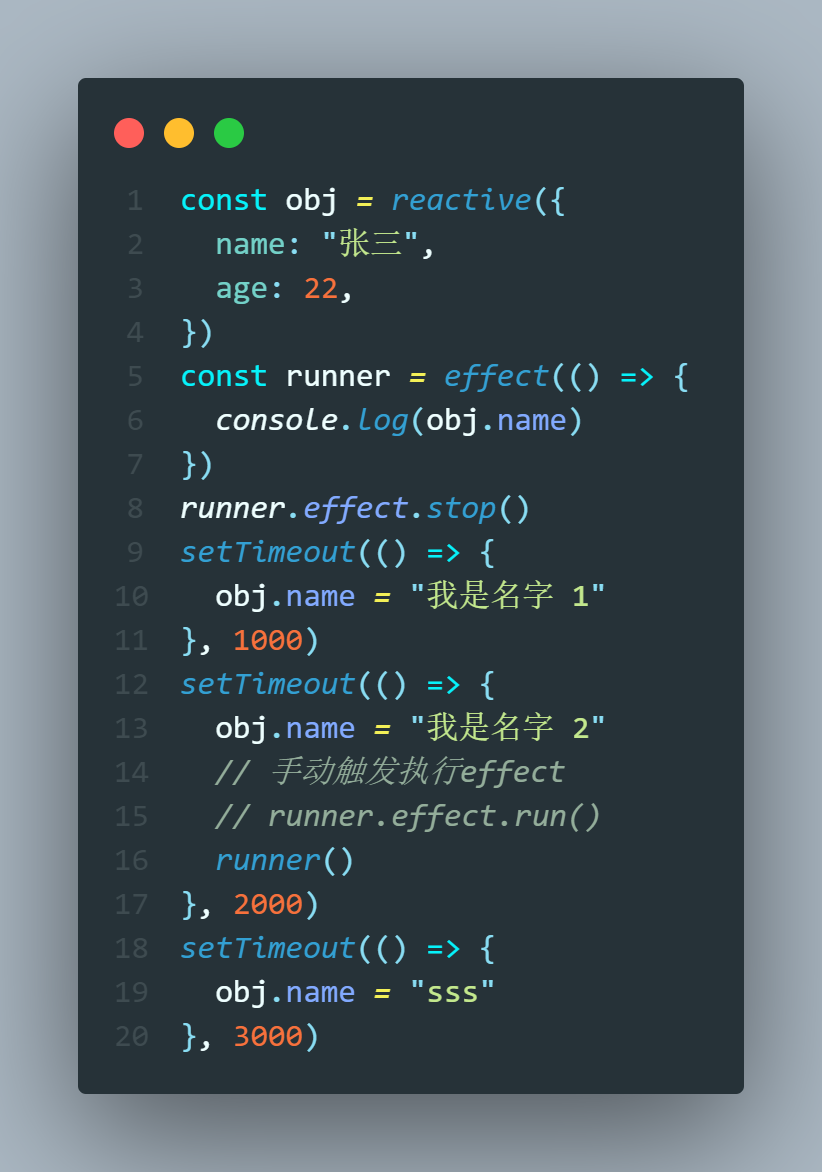 1 const obj = reactive({
2   name: "张三",
3   age: 22,
4 })
5 const runner = effect(() => {
6   console.log(obj.name)
7 })
8 runner.effect.stop()
9 setTimeout(() => {
10   obj.name = "我是名字 1"
11 }, 1000)
12 setTimeout(() => {
13   obj.name = "我是名字 2"
14   // 手动触发执行effect
15   // runner.effect.run()
16   runner()
17 }, 2000)
18 setTimeout(() => {
19   obj.name = "sss"
20 }, 3000)